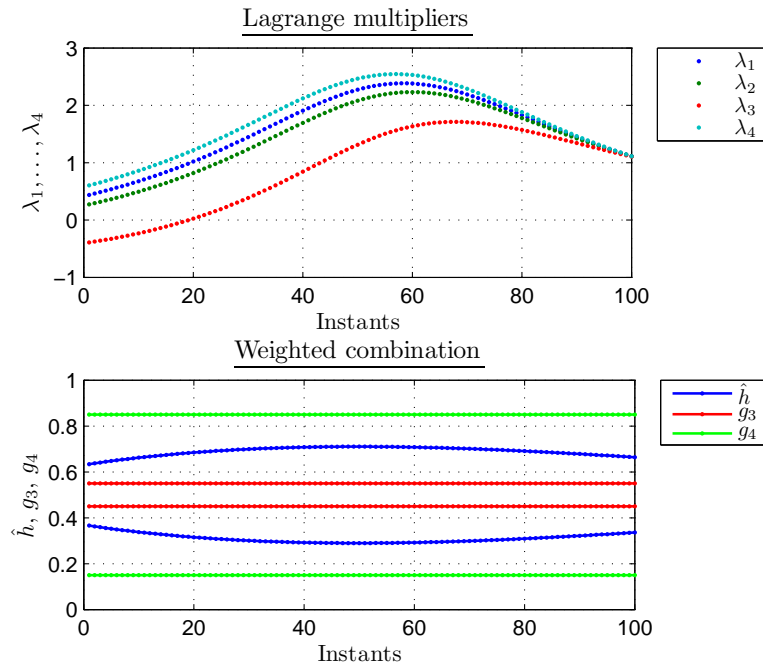 Lagrange multipliers
3
2
1
0
−1
λ₁, …, λ₄
0 20 40 60 80 100
Instants
λ₁
λ₂
λ₃
λ₄
Weighted combination
1
0.8
0.6
0.4
0.2
0
ĥ, g₃, g₄
0 20 40 60 80 100
Instants
ĥ
g₃
g₄